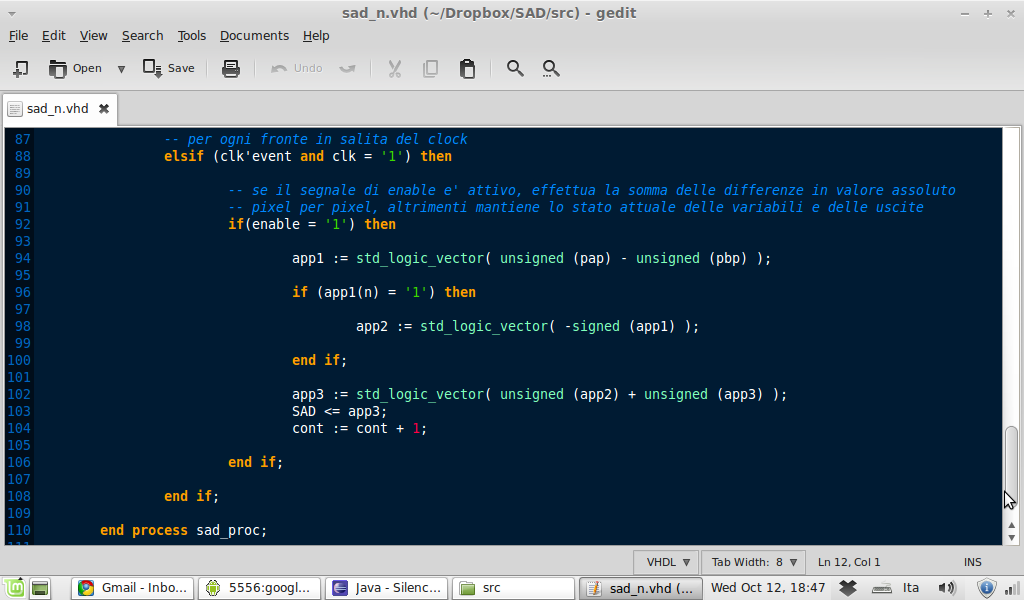 sad_n.vhd (~/Dropbox/SAD/src) - gedit
File Edit View Search Tools Documents Help
Open Save Undo
sad_n.vhd
87 -- per ogni fronte in salita del clock
88 elsif (clk'event and clk = '1') then
89
90 -- se il segnale di enable e' attivo, effettua la somma delle differenze in valore assoluto
91 -- pixel per pixel, altrimenti mantiene lo stato attuale delle variabili e delle uscite
92 if(enable = '1') then
93
94 app1 := std_logic_vector( unsigned (pap) - unsigned (pbp) );
95
96 if (app1(n) = '1') then
97
98 app2 := std_logic_vector( -signed (app1) );
99
100 end if;
101
102 app3 := std_logic_vector( unsigned (app2) + unsigned (app3) );
103 SAD <= app3;
104 cont := cont + 1;
105
106 end if;
107
108 end if;
109
110 end process sad_proc;
VHDL Tab Width: 8 Ln 12, Col 1 INS
Gmail - Inbo... 5556:googl... Java - Silenc... src sad_n.vhd (... Wed Oct 12, 18:47 Ita